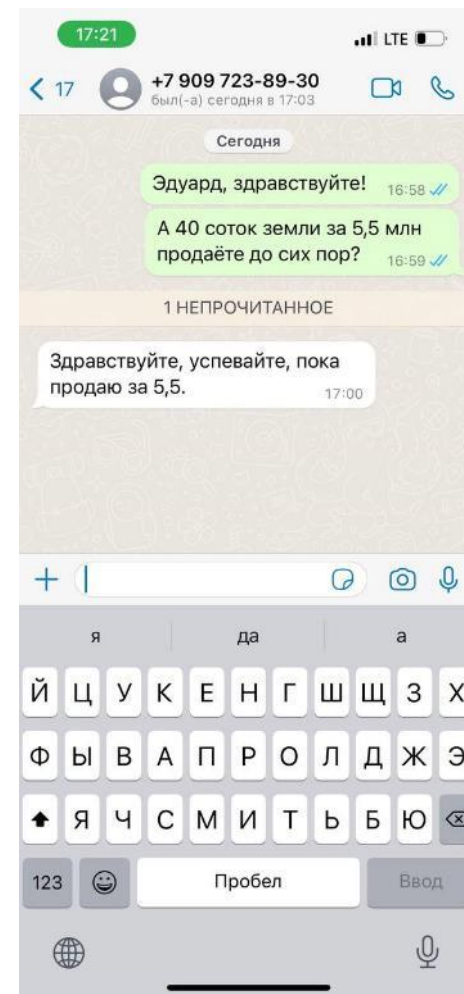 17:21 LTE
17 +7 909 723-89-30
был(-а) сегодня в 17:03
Сегодня
Эдуард, здравствуйте! 16:58
А 40 соток земли за 5,5 млн
продаёте до сих пор? 16:59
1 НЕПРОЧИТАННОЕ
Здравствуйте, успевайте, пока
продаю за 5,5. 17:00
я да а
Й Ц У К Е Н Г Ш Щ З Х
Ф Ы В А П Р О Л Д Ж Э
Я Ч С М И Т Ь Б Ю
123 Пробел Ввод